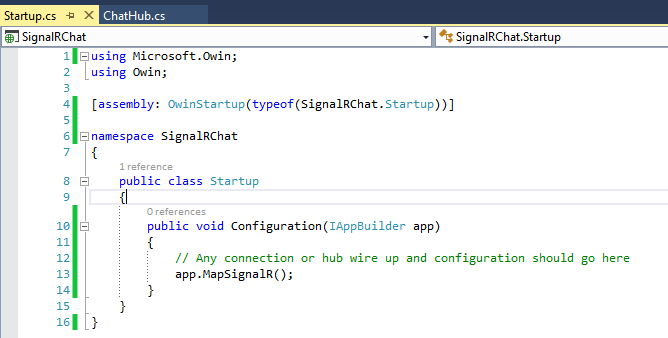 Startup.cs ChatHub.cs
SignalRChat SignalRChat.Startup
1 using Microsoft.Owin;
2 using Owin;
3
4 [assembly: OwinStartup(typeof(SignalRChat.Startup))]
5
6 namespace SignalRChat
7 {
1 reference
8 public class Startup
9 {
0 references
10 public void Configuration(IAppBuilder app)
11 {
12 // Any connection or hub wire up and configuration should go here
13 app.MapSignalR();
14 }
15 }
16 }